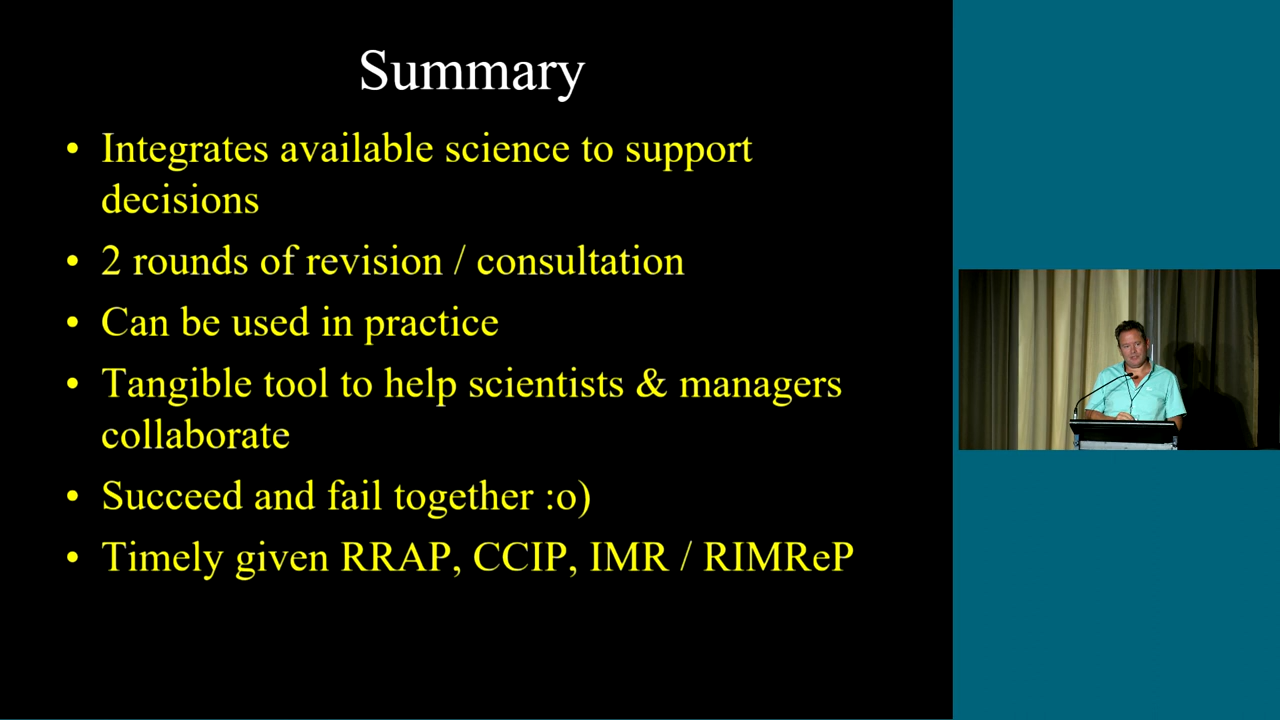 Summary
• Integrates available science to support
decisions
• 2 rounds of revision / consultation
• Can be used in practice
• Tangible tool to help scientists & managers
collaborate
• Succeed and fail together :o)
• Timely given RRAP, CCIP, IMR / RIMReP